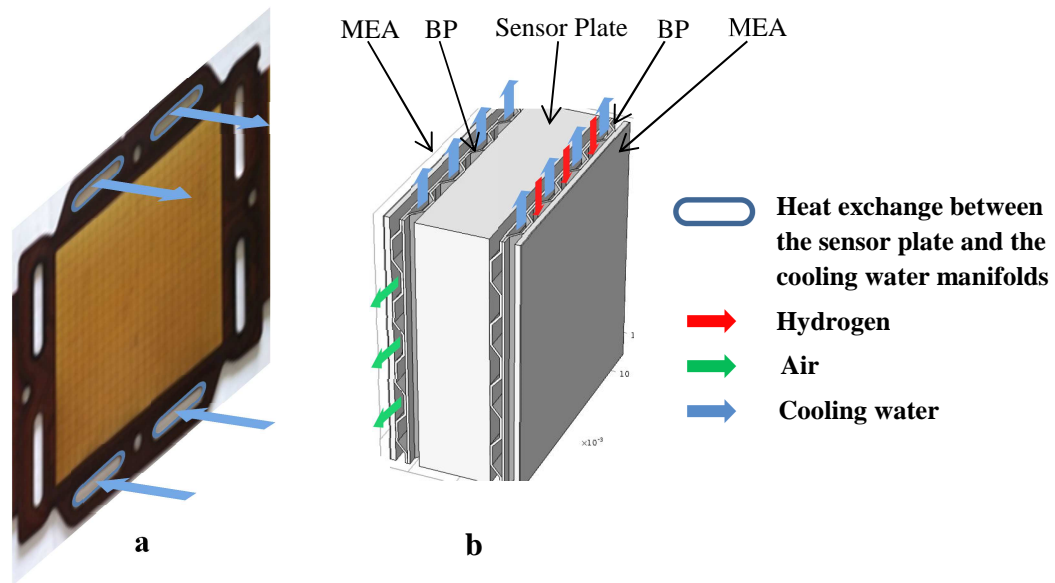 MEA BP Sensor Plate BP MEA
1
10
×10⁻³
Heat exchange between
the sensor plate and the
cooling water manifolds
Hydrogen
Air
Cooling water
a
b